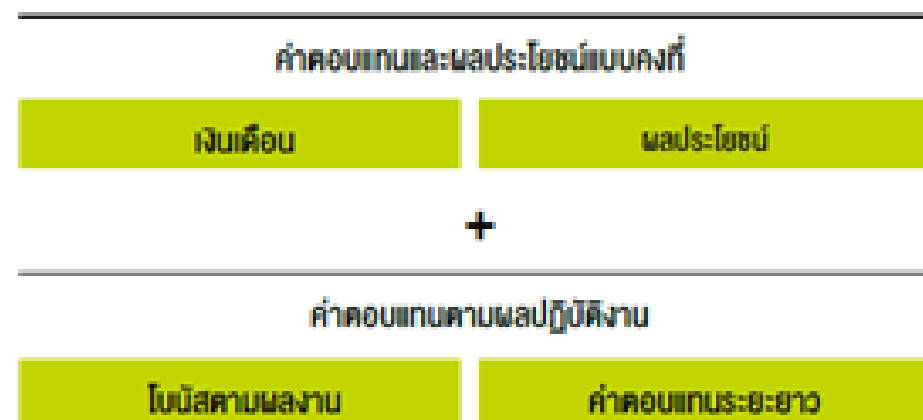 ค่าตอบแทนและผลประโยชน์แบบคงที่
เงินเดือน ผลประโยชน์
+
ค่าตอบแทนตามผลปฏิบัติงาน
โบนัสตามผลงาน ค่าตอบแทนระยะยาว